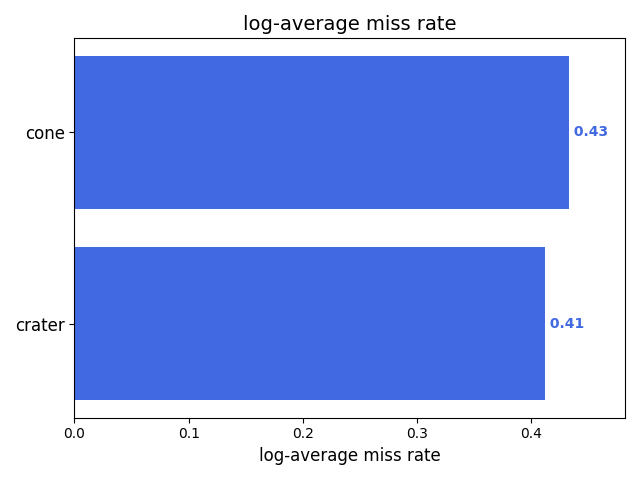 log-average miss rate
cone
0.43
crater
0.41
0.0 0.1 0.2 0.3 0.4
log-average miss rate